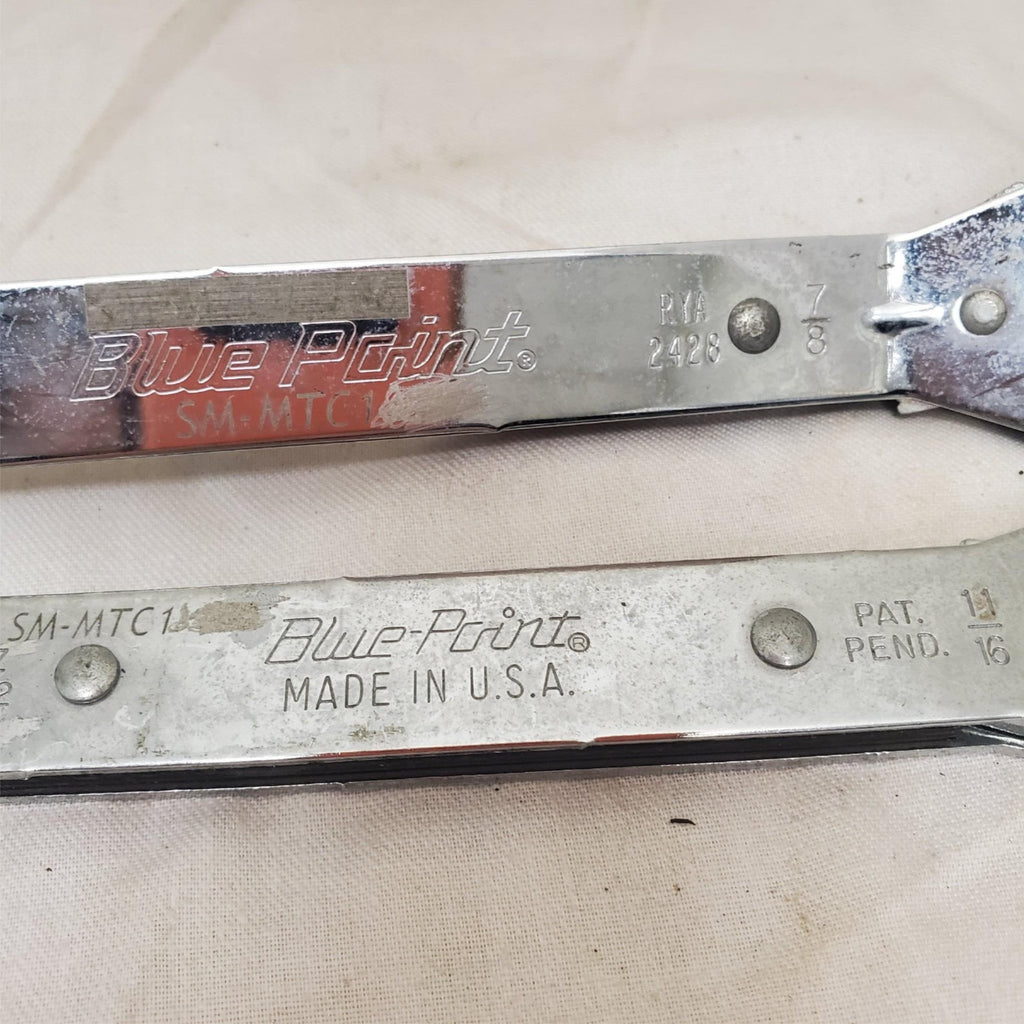 Blue Point®
SM-MTC1
RYA
2428
7
8
SM-MTC1
Blue-Point®
MADE IN U.S.A.
PAT.
PEND.
11
16